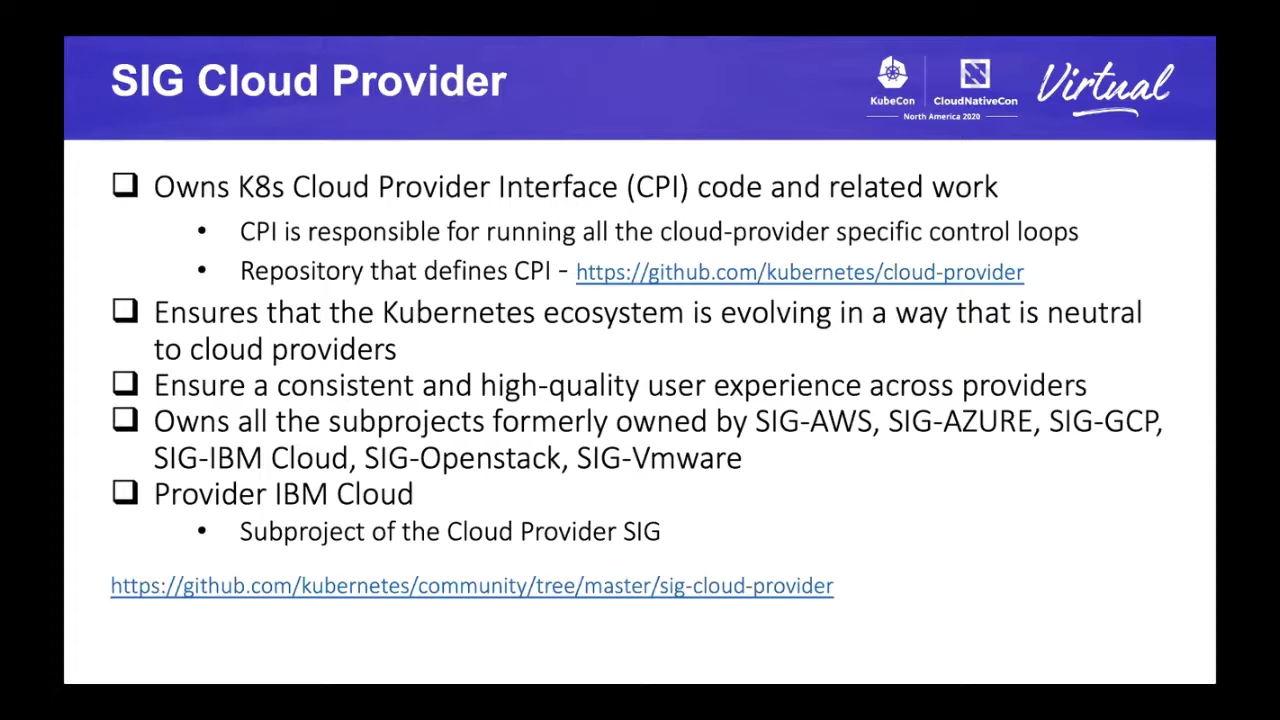 SIG Cloud Provider
KubeCon
CloudNativeCon
North America 2020
Virtual
Owns K8s Cloud Provider Interface (CPI) code and related work
• CPI is responsible for running all the cloud-provider specific control loops
• Repository that defines CPI - https://github.com/kubernetes/cloud-provider
Ensures that the Kubernetes ecosystem is evolving in a way that is neutral
to cloud providers
Ensure a consistent and high-quality user experience across providers
Owns all the subprojects formerly owned by SIG-AWS, SIG-AZURE, SIG-GCP,
SIG-IBM Cloud, SIG-Openstack, SIG-Vmware
Provider IBM Cloud
• Subproject of the Cloud Provider SIG
https://github.com/kubernetes/community/tree/master/sig-cloud-provider